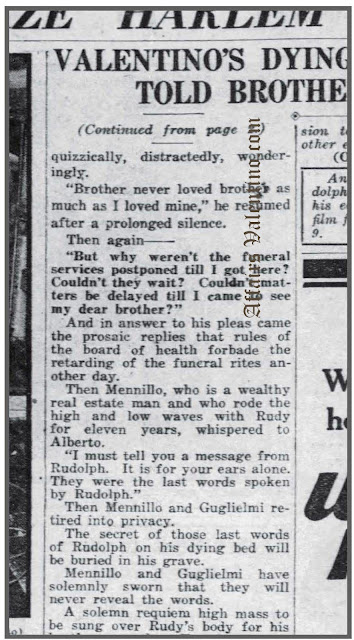 ZE HARLEM
VALENTINO'S DYING
TOLD BROTHE
(Continued from page
quizzically, distractedly, wonder-
ingly.
"Brother never loved brother as
much as I loved mine," he resumed
after a prolonged silence.
Then again——
"But why weren't the funeral
services postponed till I got here?
Couldn't they wait? Couldn't mat-
ters be delayed till I came to see
my dear brother?"
And in answer to his pleas came
the prosaic replies that rules of
the board of health forbade the
retarding of the funeral rites an-
other day.
Then Mennillo, who is a wealthy
real estate man and who rode the
high and low waves with Rudy
for eleven years, whispered to
Alberto.
"I must tell you a message from
Rudolph. It is for your ears alone.
They were the last words spoken
by Rudolph."
Then Mennillo and Guglielmi re-
tired into privacy.
The secret of those last words
of Rudolph on his dying bed will
be buried in his grave.
Mennillo and Guglielmi have
solemnly sworn that they will
never reveal the words.
A solemn requiem high mass to
be sung over Rudy's body for his
sion t
other e
(C
An
dolph
his e
film f
9.
W
h
Affairs Valentino.com